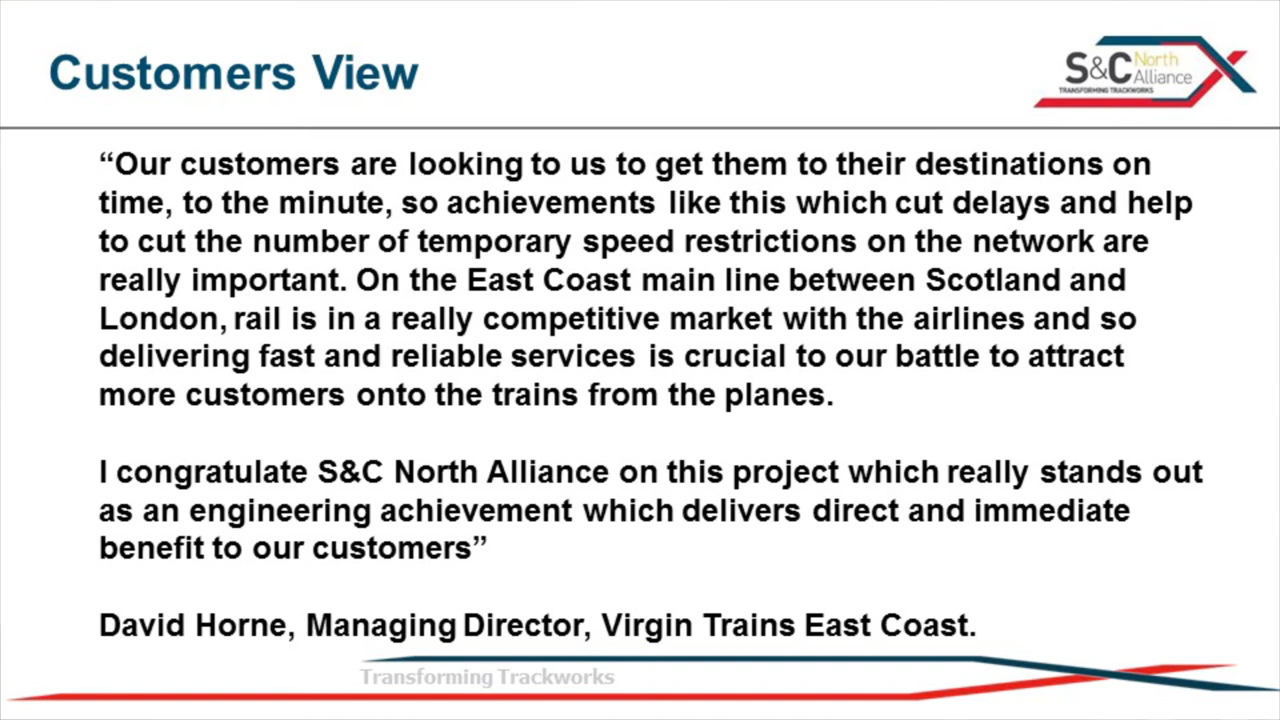 Customers View
S&C North
Alliance
TRANSFORMING TRACKWORKS
“Our customers are looking to us to get them to their destinations on
time, to the minute, so achievements like this which cut delays and help
to cut the number of temporary speed restrictions on the network are
really important. On the East Coast main line between Scotland and
London, rail is in a really competitive market with the airlines and so
delivering fast and reliable services is crucial to our battle to attract
more customers onto the trains from the planes.
I congratulate S&C North Alliance on this project which really stands out
as an engineering achievement which delivers direct and immediate
benefit to our customers”
David Horne, Managing Director, Virgin Trains East Coast.
Transforming Trackworks